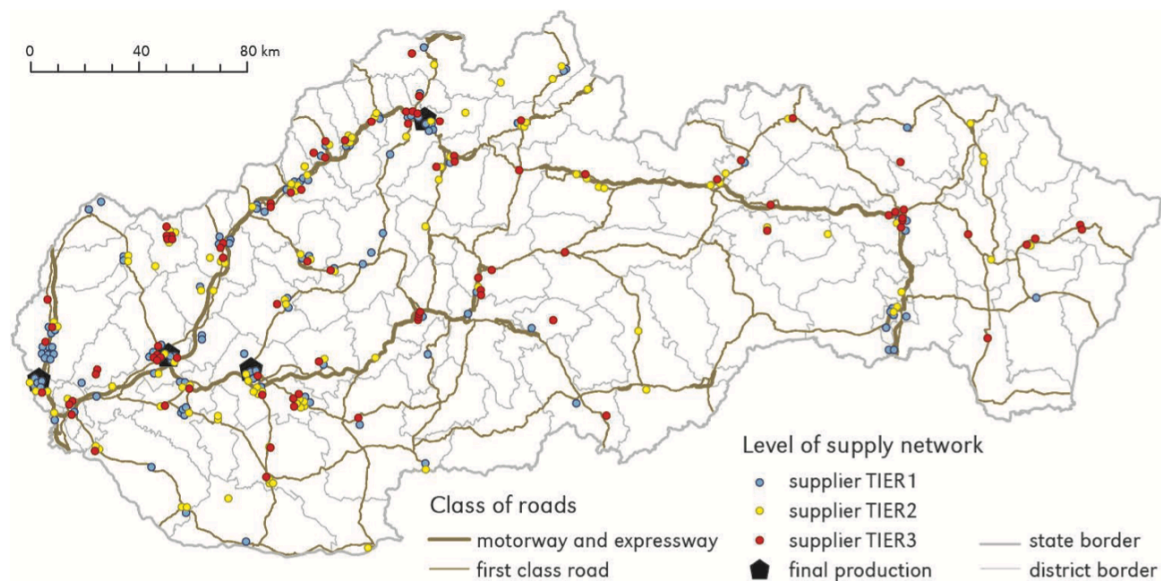 0 40 80 km
Level of supply network
supplier TIER1
Class of roads
supplier TIER2
motorway and expressway
supplier TIER3
state border
first class road
final production
district border